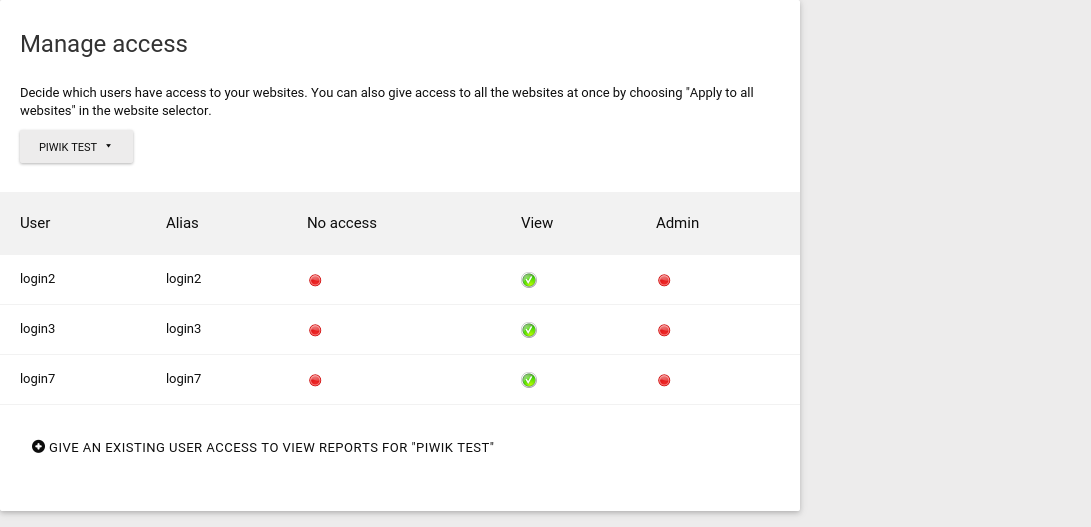 Manage access
Decide which users have access to your websites. You can also give access to all the websites at once by choosing "Apply to all
websites" in the website selector.
PIWIK TEST
User Alias No access View Admin
login2 login2
login3 login3
login7 login7
GIVE AN EXISTING USER ACCESS TO VIEW REPORTS FOR "PIWIK TEST"